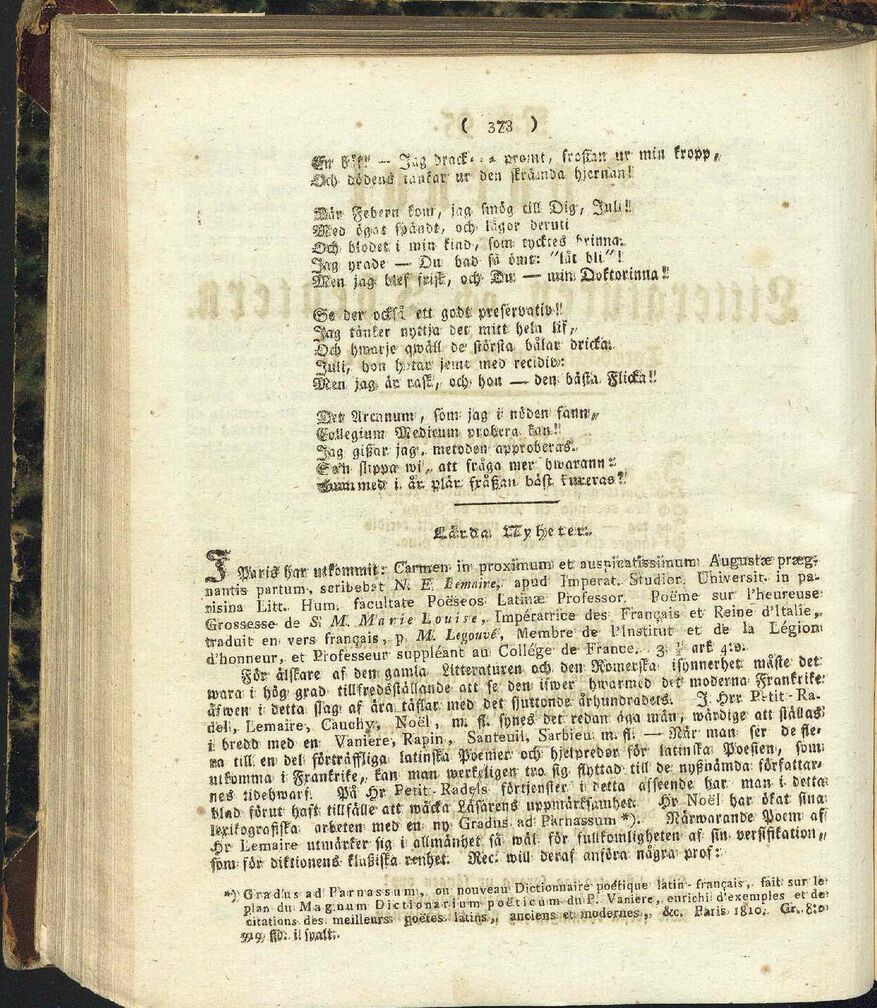 ( 373 )
En bål! — Jag drack promt, frossan ur min kropp,
Och dödens tankar ur den skrämda hjernan!
När Febern kom, jag smög till Dig, Juli!
Med ögat spändt, och lågor deruti
Och blodet i min kind, som tycktes brinna.
Jag yrade — Du bad så ömt: "låt bli"!
Men jag blef frisk, och Du — min Doktorinna!
Se der också ett godt preservativ!
Jag tänker nyttja det mitt hela lif,
Och hwarje qwäll de största bålar dricka.
Juli, hon hotar jemt med recidiv:
Men jag är rask, och hon — den bästa Flicka!
Det Arcanum, som jag i nöden fann,
Collegium Medicum probera kan!
Jag gißar jag, metoden approberas.
Se'n slippa wi, att fråga mer hwarann:
Hur med i år plär fråßan bäst kureras?
Lärda Nyheter.
I Paris har utkommit: Carmen in proximum et auspicatissimum Augustæ præg-
nantis partum, scribebat N. E. Lemaire, apud Imperat. Studior. Universit. in pa-
risina Litt. Hum. facultate Poëseos Latinæ Professor. Poëme sur l'heureuse
Grossesse de S. M. Marie Louise, Impératrice des Français et Reine d'Italie,
traduit en vers français, p. M. Legouvé, Membre de l'Institut et de la Légion
d'honneur, et Professeur suppléant au Collége de France. 3 ½ ark 4:o.
För älskare af den gamla Litteraturen och den Romerska isynnerhet måste det
wara i hög grad tillfredsställande att se den ifwer hwarmed det moderna Frankrike
äfwen i detta slag af ära täflar med det sjuttonde århundradets. I Hrr Petit-Ra-
del, Lemaire, Cauchy, Noël, m. fl. synes det redan äga män, wärdige att ställas
i bredd med en Vaniere, Rapin, Santeuil, Sarbieu m. fl. — När man ser de fle-
ra till en del förträffliga latinska Poemer och hjelpredor för latinska Poesien, som
utkomma i Frankrike, kan man werkeligen tro sig flyttad till de nyßnämda författar-
nes tidehwarf. På Hr Petit-Radels förtjenster i detta afseende har man i detta
blad förut haft tillfälle att wäcka Läsarens uppmärksamhet. Hr Noël har ökat sina
lexikografiska arbeten med en ny Gradus ad Parnassum *). Närwarande Poem af
Hr Lemaire utmärker sig i allmänhet så wäl för fullkomligheten af sin versifikation,
som för diktionens klaßiska renhet. Rec. will deraf anföra några prof:
*) Gradus ad Parnassum, ou nouveau Dictionnaire poétique latin-français, fait sur le
plan du Magnum Dictionarium poëticum du P. Vaniere, enrichi d'exemples et de
citations des meilleurs poëtes latins, anciens et modernes, &c. Paris 1810. Gr. 8:o
sid. i spalt.